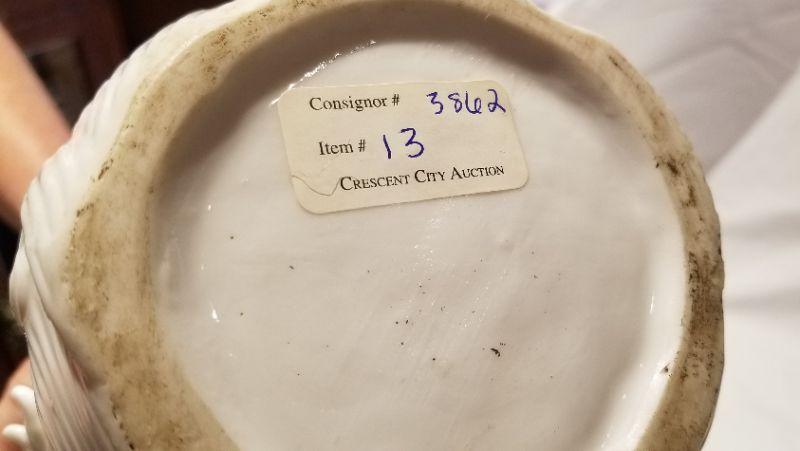 Consignor # 3862
Item # 13
CRESCENT CITY AUCTION